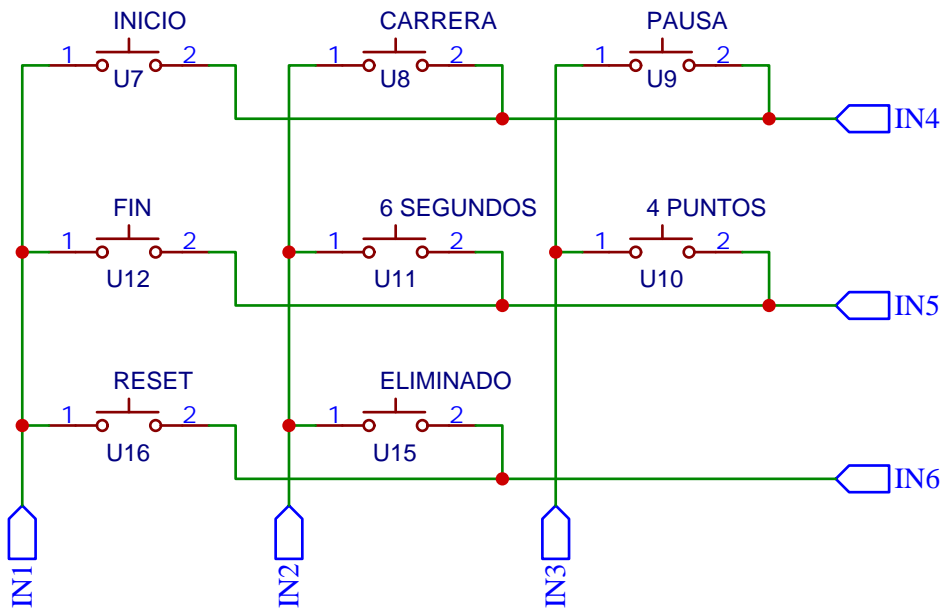 INICIO CARRERA PAUSA
1 2 1 2 1 2
U7 U8 U9
IN4
FIN 6 SEGUNDOS 4 PUNTOS
1 2 1 2 1 2
U12 U11 U10
IN5
RESET ELIMINADO
1 2 1 2
U16 U15
IN6
IN1 IN2 IN3